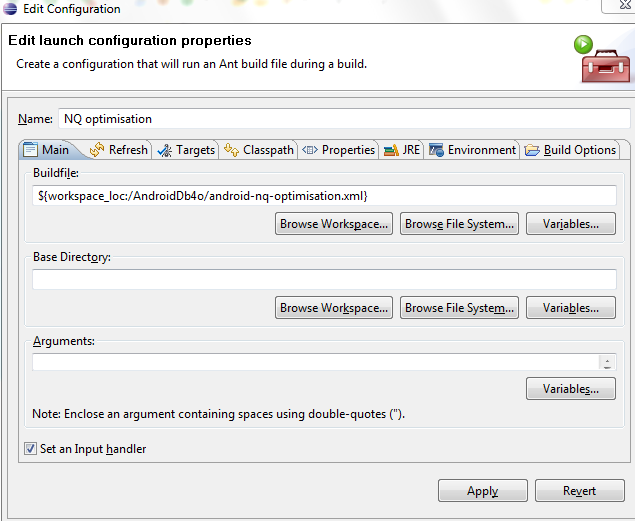 Edit Configuration
Edit launch configuration properties
Create a configuration that will run an Ant build file during a build.
Name: NQ optimisation
Main Refresh Targets Classpath Properties JRE Environment Build Options
Buildfile:
${workspace_loc:/AndroidDb4o/android-nq-optimisation.xml}
Browse Workspace... Browse File System... Variables...
Base Directory:
Browse Workspace... Browse File System... Variables...
Arguments:
Variables...
Note: Enclose an argument containing spaces using double-quotes (").
Set an Input handler
Apply Revert